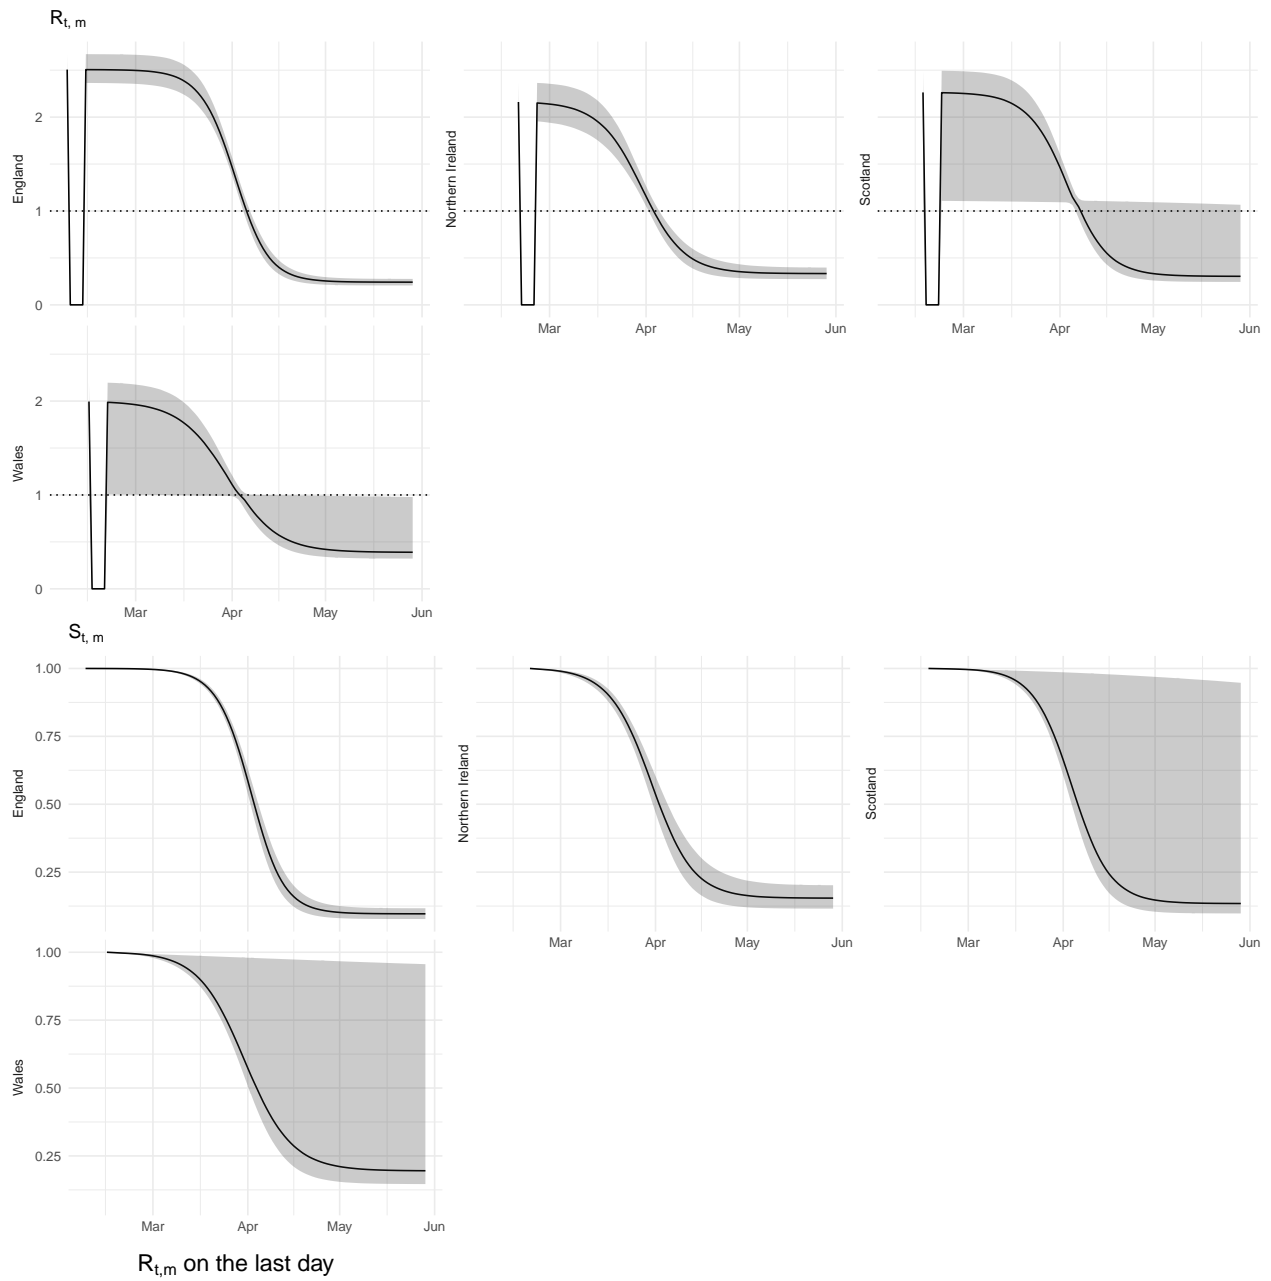 R_t, m
England
2
1
0
Northern Ireland
Mar Apr May Jun
Scotland
Mar Apr May Jun
Wales
2
1
0
Mar Apr May Jun
S_t, m
England
1.00
0.75
0.50
0.25
Northern Ireland
Mar Apr May Jun
Scotland
Mar Apr May Jun
Wales
1.00
0.75
0.50
0.25
Mar Apr May Jun
R_t,m on the last day